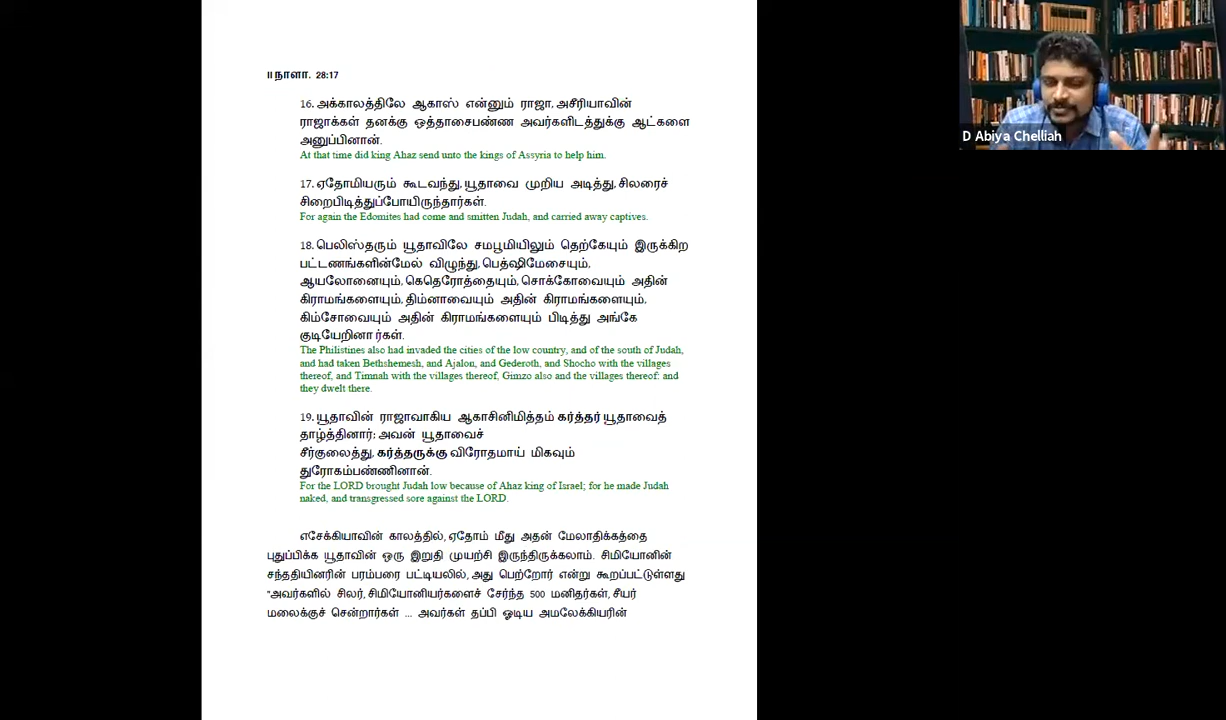 II நாளா. 28:17
16. அக்காலத்திலே ஆகாஸ் என்னும் ராஜா, அசீரியாவின்
ராஜாக்கள் தனக்கு ஒத்தாசைபண்ண அவர்களிடத்துக்கு ஆட்களை
அனுப்பினான்.
At that time did king Ahaz send unto the kings of Assyria to help him.
17. ஏதோமியரும் கூடவந்து, யூதாவை முறிய அடித்து, சிலரைச்
சிறைபிடித்துப்போயிருந்தார்கள்.
For again the Edomites had come and smitten Judah, and carried away captives.
18. பெலிஸ்தரும் யூதாவிலே சமபூமியிலும் தெற்கேயும் இருக்கிற
பட்டணங்களின்மேல் விழுந்து, பெத்ஷிமேசையும்,
ஆயலோனையும், கெதெரோத்தையும், சொக்கோவையும் அதின்
கிராமங்களையும், திம்னாவையும் அதின் கிராமங்களையும்,
கிம்சோவையும் அதின் கிராமங்களையும் பிடித்து அங்கே
குடியேறினார்கள்.
The Philistines also had invaded the cities of the low country, and of the south of Judah,
and had taken Bethshemesh, and Ajalon, and Gederoth, and Shocho with the villages
thereof, and Timnah with the villages thereof, Gimzo also and the villages thereof: and
they dwelt there.
19. யூதாவின் ராஜாவாகிய ஆகாசினிமித்தம் கர்த்தர் யூதாவைத்
தாழ்த்தினார்; அவன் யூதாவைச்
சீர்குலைத்து, கர்த்தருக்கு விரோதமாய் மிகவும்
துரோகம்பண்ணினான்.
For the LORD brought Judah low because of Ahaz king of Israel; for he made Judah
naked, and transgressed sore against the LORD.
எசேக்கியாவின் காலத்தில், ஏதோம் மீது அதன் மேலாதிக்கத்தை
புதுப்பிக்க யூதாவின் ஒரு இறுதி முயற்சி இருந்திருக்கலாம். சிமியோனின்
சந்ததியினரின் பரம்பரை பட்டியலில், அது பெற்றோர் என்று கூறப்பட்டுள்ளது
"அவர்களில் சிலர், சிமியோனியர்களைச் சேர்ந்த 500 மனிதர்கள், சீயர்
மலைக்குச் சென்றார்கள் ... அவர்கள் தப்பி ஓடிய அமலேக்கியரின்
D Abiya Chelliah